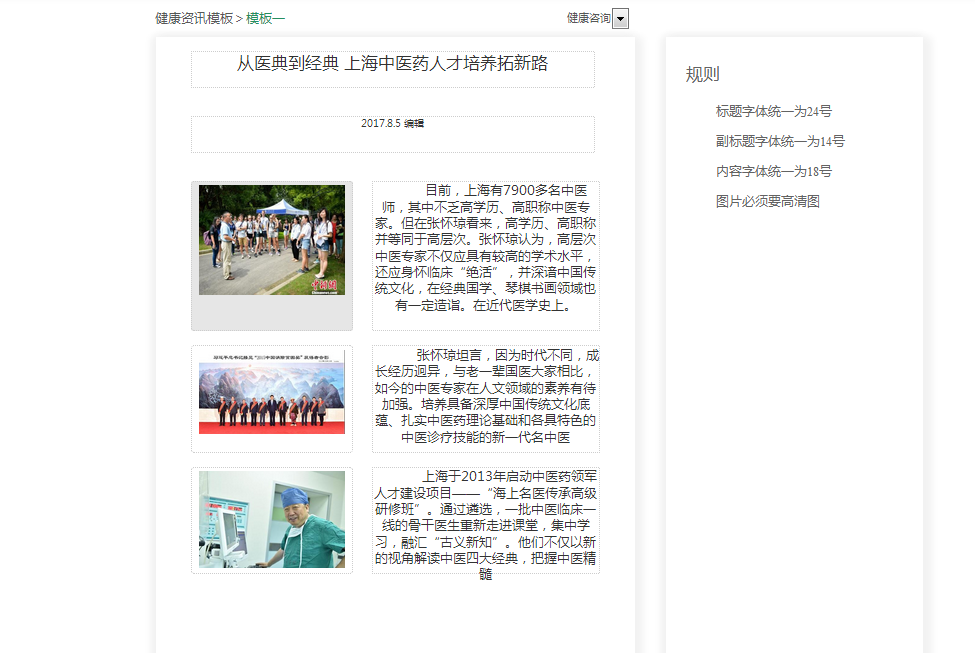 健康资讯模板 > 模板一
健康咨询
从医典到经典 上海中医药人才培养拓新路
2017.8.5 编辑
目前，上海有7900多名中医
师，其中不乏高学历、高职称中医专
家。但在张怀琼看来，高学历、高职称
并等同于高层次。张怀琼认为，高层次
中医专家不仅应具有较高的学术水平，
还应身怀临床“绝活”，并深谙中国传
统文化，在经典国学、琴棋书画领域也
有一定造诣。在近代医学史上。
张怀琼坦言，因为时代不同，成
长经历迥异，与老一辈国医大家相比，
如今的中医专家在人文领域的素养有待
加强。培养具备深厚中国传统文化底
蕴、扎实中医药理论基础和各具特色的
中医诊疗技能的新一代名中医
上海于2013年启动中医药领军
人才建设项目——“海上名医传承高级
研修班”。通过遴选，一批中医临床一
线的骨干医生重新走进课堂，集中学
习，融汇“古义新知”。他们不仅以新
的视角解读中医四大经典，把握中医精
髓
规则
标题字体统一为24号
副标题字体统一为14号
内容字体统一为18号
图片必须要高清图